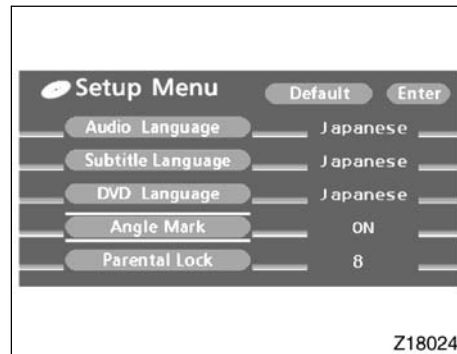 Setup Menu Default Enter
Audio Language Japanese
Subtitle Language Japanese
DVD Language Japanese
Angle Mark ON
Parental Lock 8
Z18024